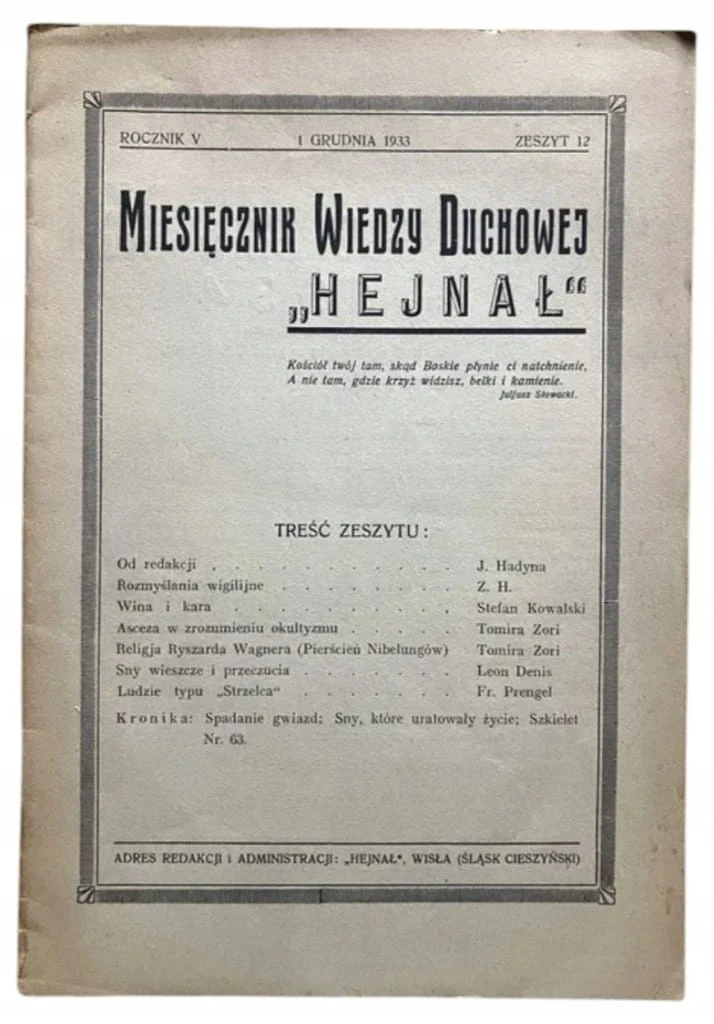 ROCZNIK V 1 GRUDNIA 1933 ZESZYT 12
MIESIĘCZNIK WIEDZY DUCHOWEJ
„HEJNAŁ“
Kościół twój tam, skąd Boskie płynie ci natchnienie,
A nie tam, gdzie krzyż widzisz, belki i kamienie.
Juljusz Słowacki.
TREŚĆ ZESZYTU:
Od redakcji . . . . . . . . . . . J. Hadyna
Rozmyślania wigilijne . . . . . . . . Z. H.
Wina i kara . . . . . . . . . . Stefan Kowalski
Asceza w zrozumieniu okultyzmu . . . . . Tomira Zori
Religja Ryszarda Wagnera (Pierścień Nibelungów) Tomira Zori
Sny wieszcze i przeczucia . . . . . . . Leon Denis
Ludzie typu „Strzelca“ . . . . . . . Fr. Prengel
Kronika: Spadanie gwiazd; Sny, które uratowały życie; Szkielet
Nr. 63.
ADRES REDAKCJI i ADMINISTRACJI: „HEJNAŁ“, WISŁA (ŚLĄSK CIESZYŃSKI)